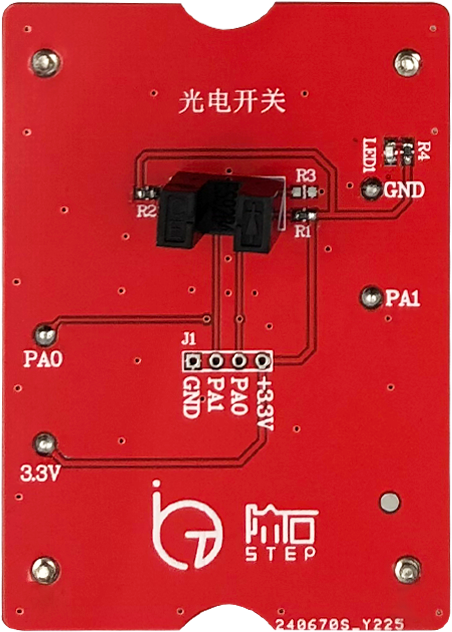 光电开关
LED1
R4
R3
GND
R2
R1
PA1
J1
PA0
GND
PA1
PA0
+3.3V
3.3V
STEP
240670S_Y225